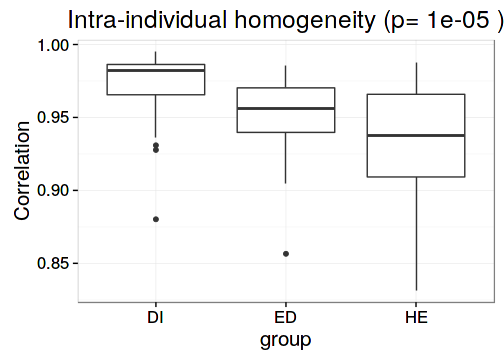 Intra-individual homogeneity (p= 1e-05 )
1.00
0.95
0.90
0.85
Correlation
DI ED HE
group